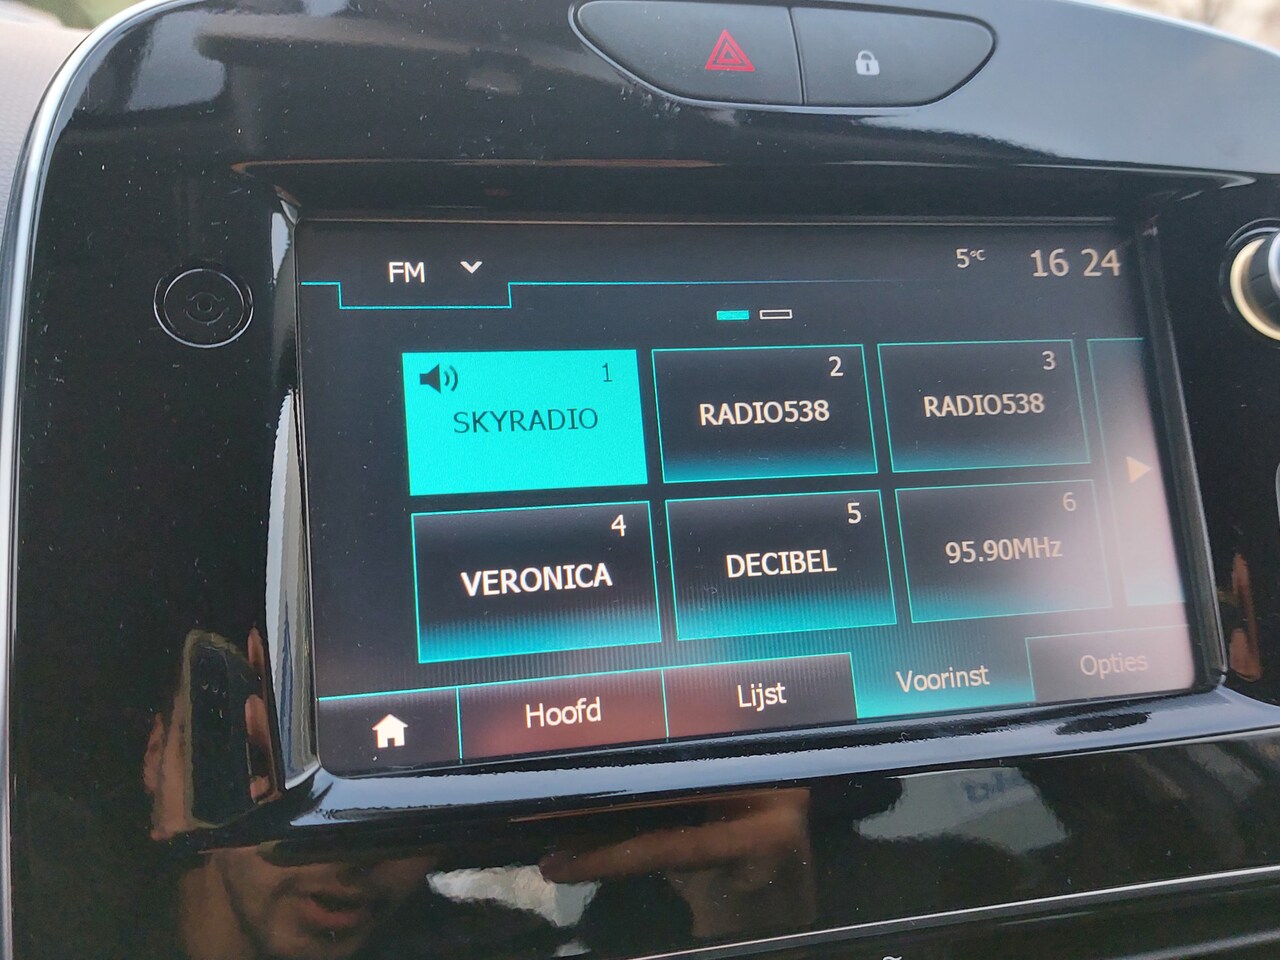 FM
5°C
16 24
1
SKYRADIO
2
RADIO538
3
RADIO538
4
VERONICA
5
DECIBEL
6
95.90MHz
Hoofd
Lijst
Voorinst
Opties